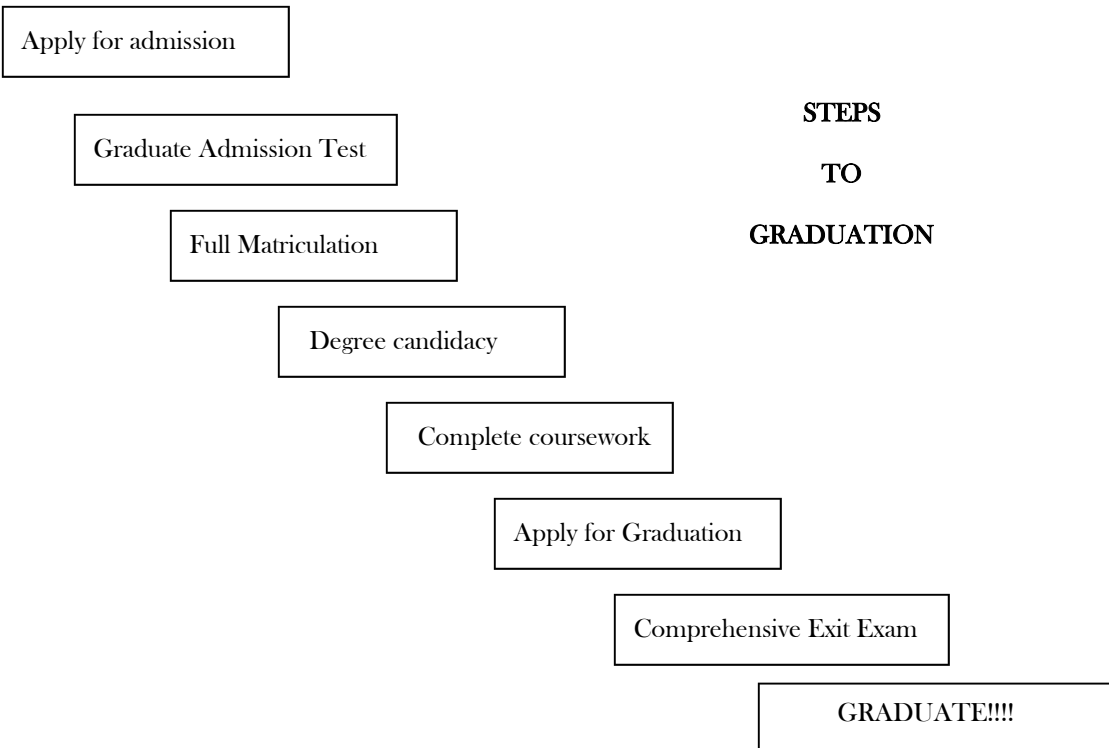 Apply for admission
STEPS
Graduate Admission Test
TO
Full Matriculation
GRADUATION
Degree candidacy
Complete coursework
Apply for Graduation
Comprehensive Exit Exam
GRADUATE!!!!